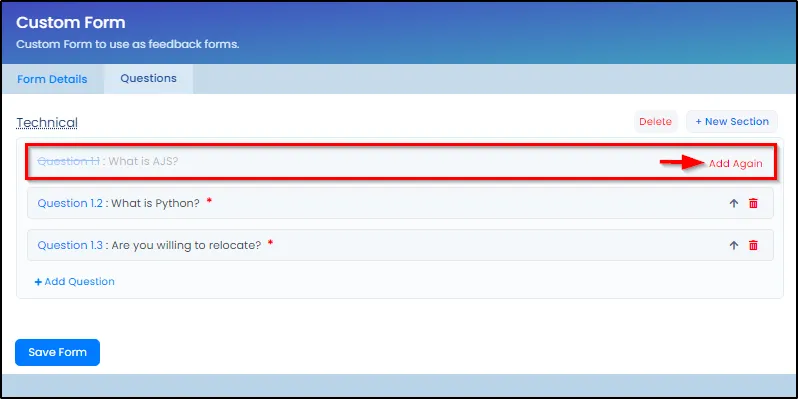 Custom Form
Custom Form to use as feedback forms.
Form Details Questions
Technical Delete + New Section
Question 1.1 : What is AJS? Add Again
Question 1.2 : What is Python? *
Question 1.3 : Are you willing to relocate? *
+ Add Question
Save Form